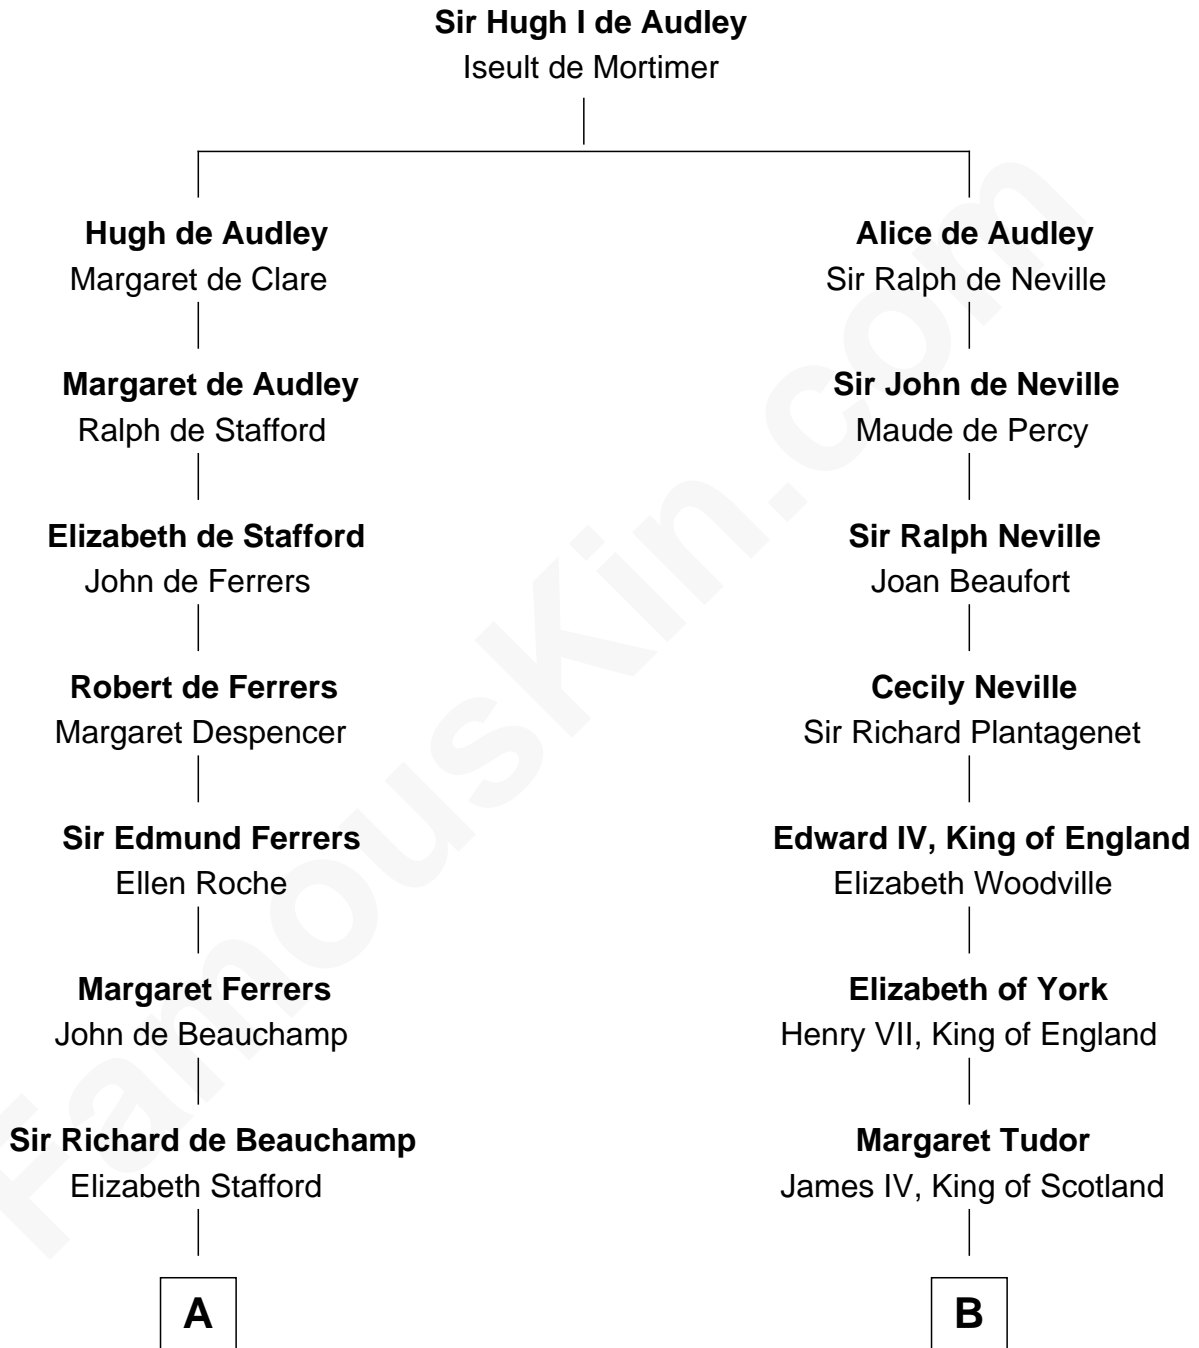 Sir Hugh I de Audley
Iseult de Mortimer
Hugh de Audley
Margaret de Clare
Alice de Audley
Sir Ralph de Neville
Margaret de Audley
Ralph de Stafford
Sir John de Neville
Maude de Percy
Elizabeth de Stafford
John de Ferrers
Sir Ralph Neville
Joan Beaufort
Robert de Ferrers
Margaret Despencer
Cecily Neville
Sir Richard Plantagenet
Sir Edmund Ferrers
Ellen Roche
Edward IV, King of England
Elizabeth Woodville
Margaret Ferrers
John de Beauchamp
Elizabeth of York
Henry VII, King of England
Sir Richard de Beauchamp
Elizabeth Stafford
Margaret Tudor
James IV, King of Scotland
A
B
FamousKin.com